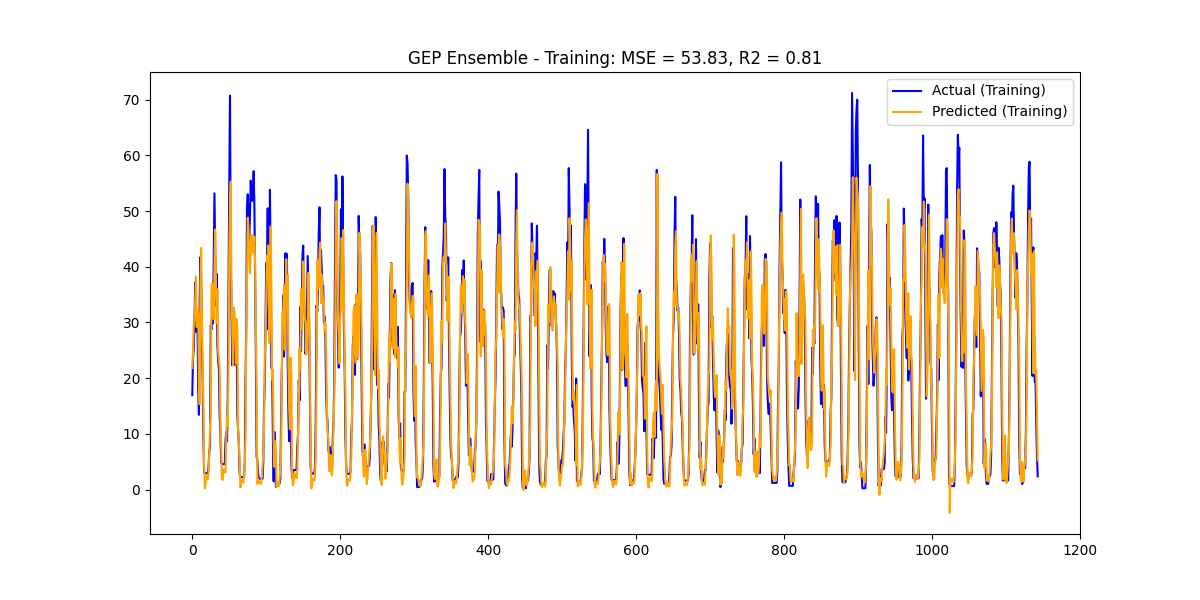 GEP Ensemble - Training: MSE = 53.83, R2 = 0.81
Actual (Training)
Predicted (Training)
70
60
50
40
30
20
10
0
0 200 400 600 800 1000 1200